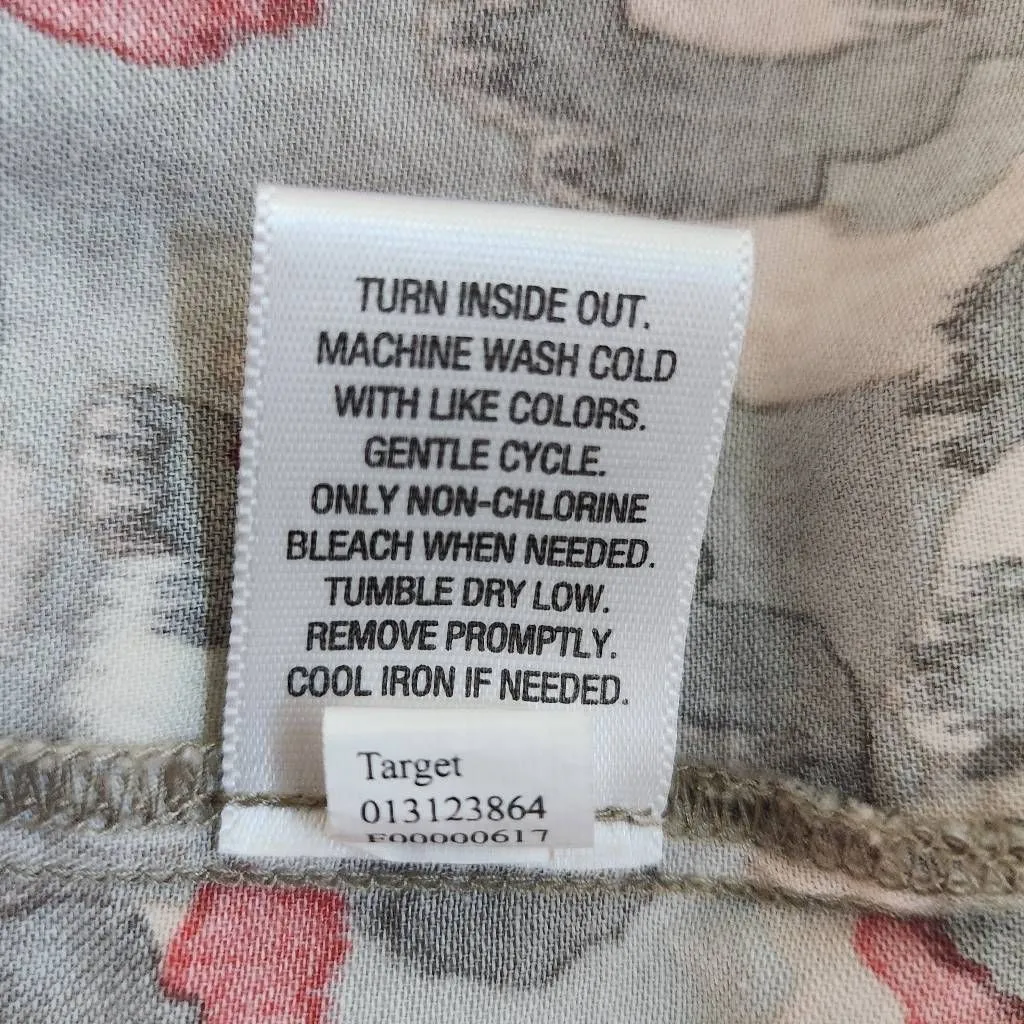 TURN INSIDE OUT.
MACHINE WASH COLD
WITH LIKE COLORS.
GENTLE CYCLE.
ONLY NON-CHLORINE
BLEACH WHEN NEEDED.
TUMBLE DRY LOW.
REMOVE PROMPTLY.
COOL IRON IF NEEDED.
Target
013123864
F00000617